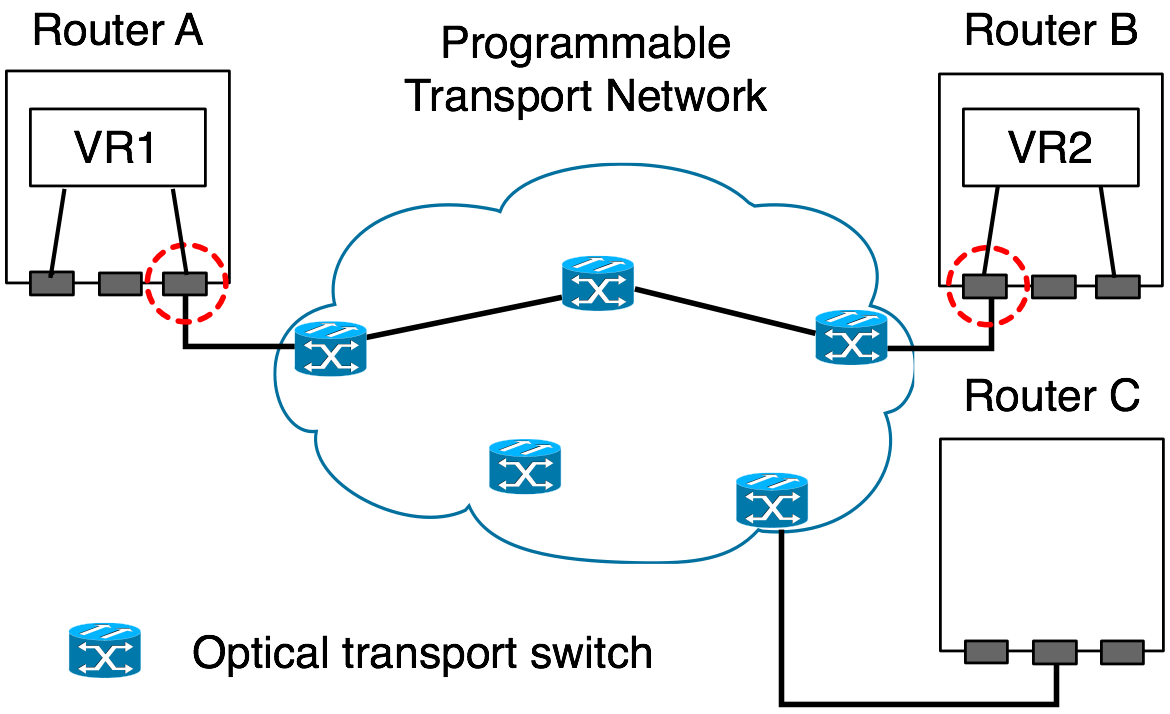 Router A
Programmable
Transport Network
Router B
VR1
VR2
Router C
Optical transport switch